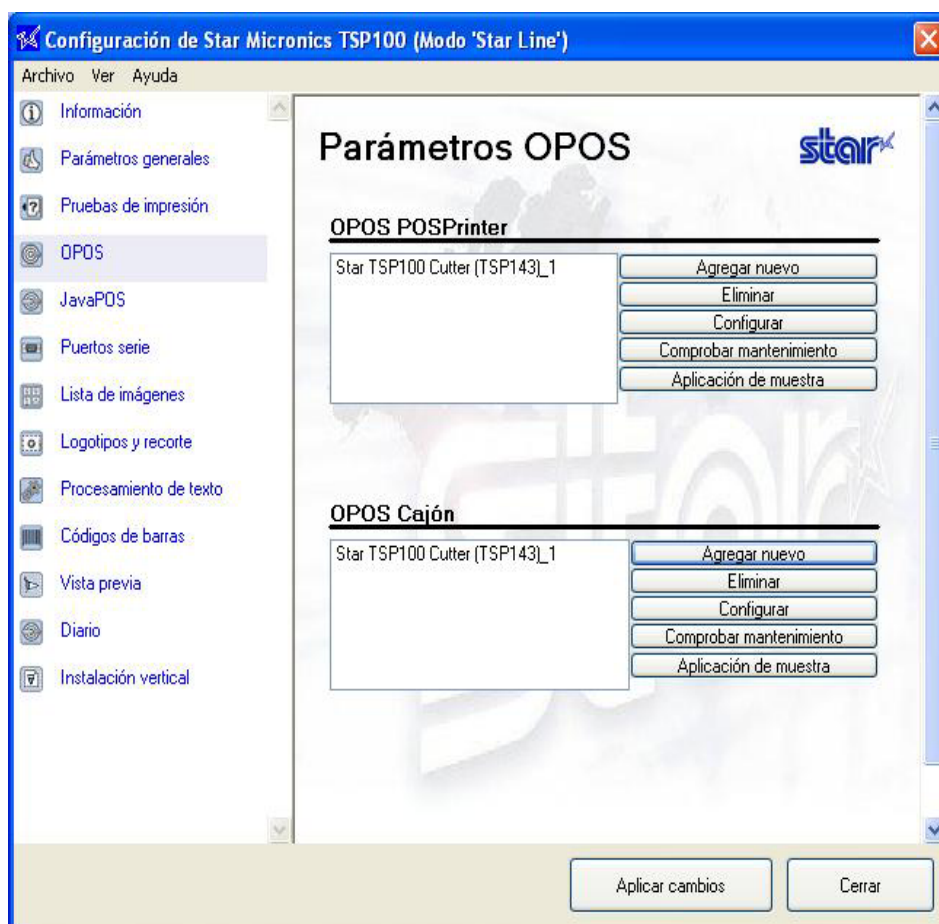 Configuración de Star Micronics TSP100 (Modo 'Star Line')
Archivo Ver Ayuda
Información
Parámetros generales
Pruebas de impresión
OPOS
JavaPOS
Puertos serie
Lista de imágenes
Logotipos y recorte
Procesamiento de texto
Códigos de barras
Vista previa
Diario
Instalación vertical
Parámetros OPOS
star
OPOS POSPrinter
Star TSP100 Cutter (TSP143)_1
Agregar nuevo
Eliminar
Configurar
Comprobar mantenimiento
Aplicación de muestra
OPOS Cajón
Star TSP100 Cutter (TSP143)_1
Agregar nuevo
Eliminar
Configurar
Comprobar mantenimiento
Aplicación de muestra
Aplicar cambios
Cerrar